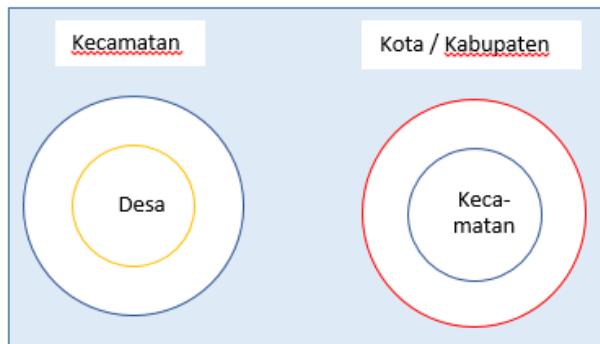 Kecamatan
Kota / Kabupaten
Desa
Keca-
matan